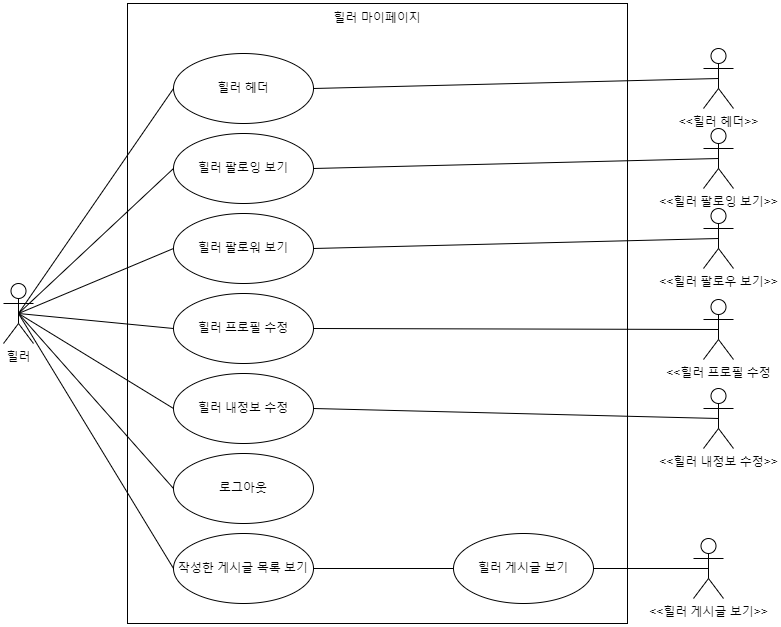 힐러 마이페이지
힐러 헤더
<<힐러 헤더>>
힐러 팔로잉 보기
<<힐러 팔로잉 보기>>
힐러 팔로워 보기
<<힐러 팔로우 보기>>
힐러
힐러 프로필 수정
<<힐러 프로필 수정
힐러 내정보 수정
<<힐러 내정보 수정>>
로그아웃
작성한 게시글 목록 보기
힐러 게시글 보기
<<힐러 게시글 보기>>